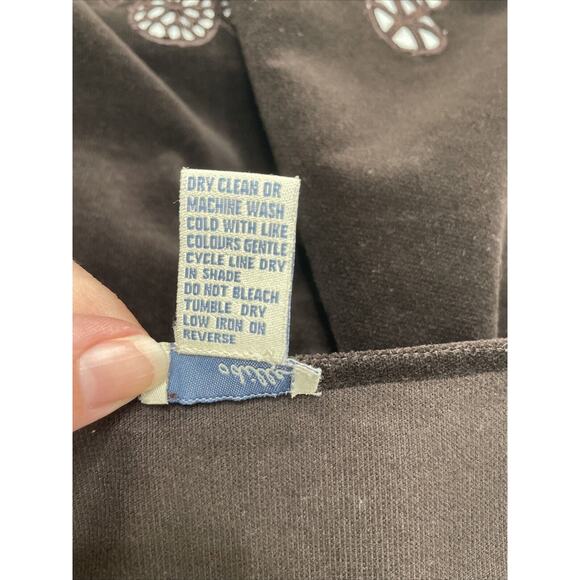 DRY CLEAN OR
MACHINE WASH
COLD WITH LIKE
COLOURS GENTLE
CYCLE LINE DRY
IN SHADE
DO NOT BLEACH
TUMBLE DRY
LOW IRON ON
REVERSE
odille